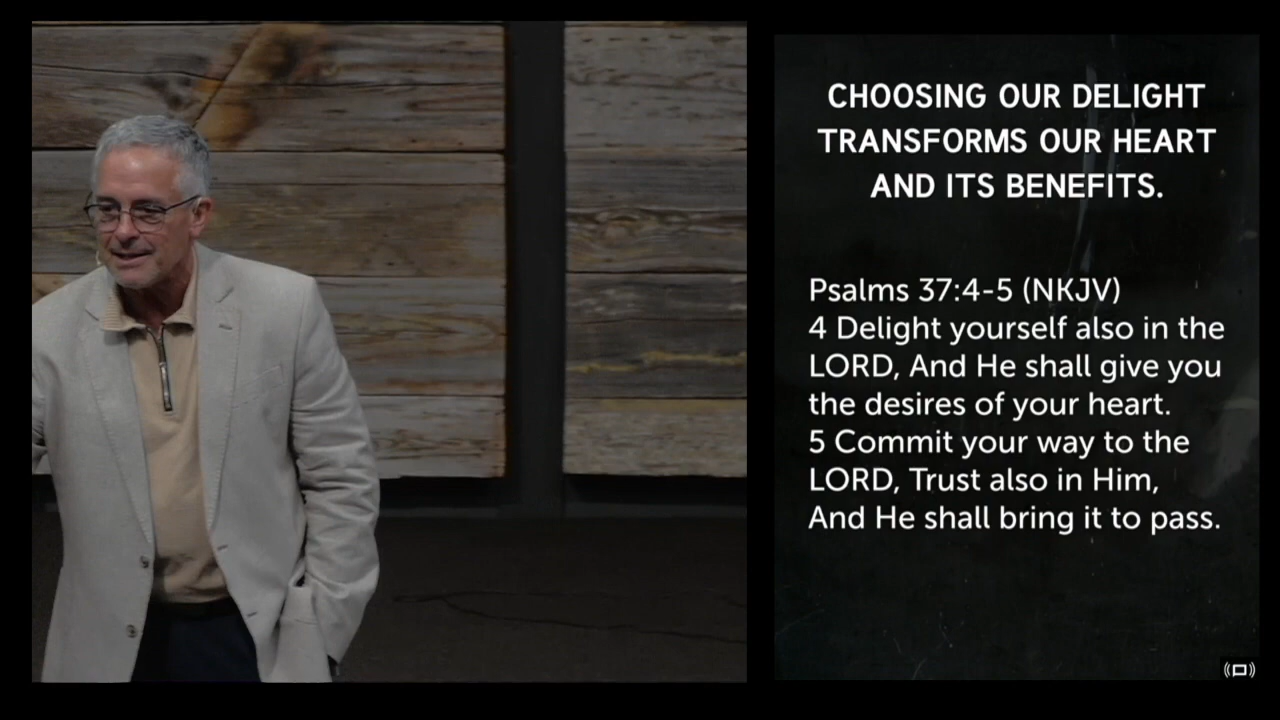 CHOOSING OUR DELIGHT
TRANSFORMS OUR HEART
AND ITS BENEFITS.
Psalms 37:4-5 (NKJV)
4 Delight yourself also in the
LORD, And He shall give you
the desires of your heart.
5 Commit your way to the
LORD, Trust also in Him,
And He shall bring it to pass.